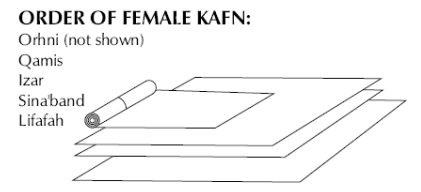 ORDER OF FEMALE KAFN:
Orhni (not shown)
Qamis
Izar
Sina'band
Lifafah